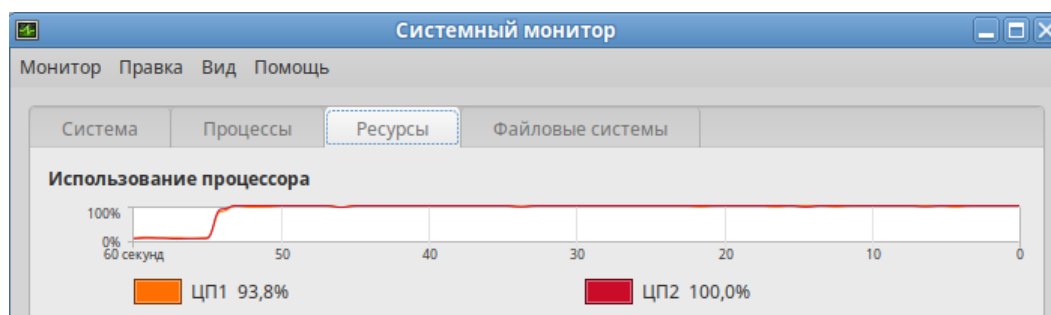 Системный монитор
Монитор Правка Вид Помощь
Система Процессы Ресурсы Файловые системы
Использование процессора
100%
0%
60 секунд 50 40 30 20 10 0
ЦП1 93,8% ЦП2 100,0%